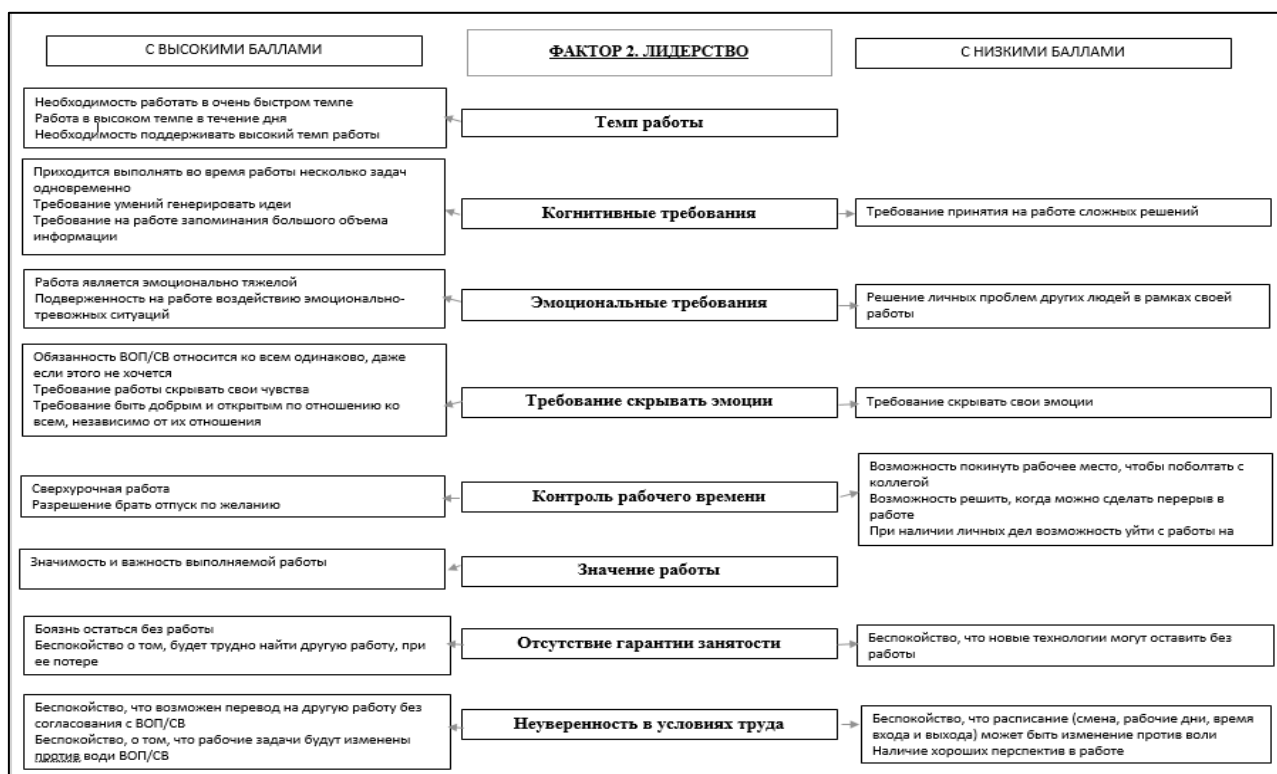 С ВЫСОКИМИ БАЛЛАМИ
ФАКТОР 2. ЛИДЕРСТВО
С НИЗКИМИ БАЛЛАМИ
Необходимость работать в очень быстром темпе
Работа в высоком темпе в течение дня
Необходимость поддерживать высокий темп работы
Темп работы
Приходится выполнять во время работы несколько задач
одновременно
Требование умений генерировать идеи
Требование на работе запоминания большого объема
информации
Когнитивные требования
Требование принятия на работе сложных решений
Работа является эмоционально тяжелой
Подверженность на работе воздействию эмоционально-
тревожных ситуаций
Эмоциональные требования
Решение личных проблем других людей в рамках своей
работы
Обязанность ВОП/СВ относится ко всем одинаково, даже
если этого не хочется
Требование работы скрывать свои чувства
Требование быть добрым и открытым по отношению ко
всем, независимо от их отношения
Требование скрывать эмоции
Требование скрывать свои эмоции
Сверхурочная работа
Разрешение брать отпуск по желанию
Контроль рабочего времени
Возможность покинуть рабочее место, чтобы поболтать с
коллегой
Возможность решить, когда можно сделать перерыв в
работе
При наличии личных дел возможность уйти с работы на
Значимость и важность выполняемой работы
Значение работы
Боязнь остаться без работы
Беспокойство о том, будет трудно найти другую работу, при
ее потере
Отсутствие гарантии занятости
Беспокойство, что новые технологии могут оставить без
работы
Беспокойство, что возможен перевод на другую работу без
согласования с ВОП/СВ
Беспокойство, о том, что рабочие задачи будут изменены
против води ВОП/СВ
Неуверенность в условиях труда
Беспокойство, что расписание (смена, рабочие дни, время
входа и выхода) может быть изменение против воли
Наличие хороших перспектив в работе